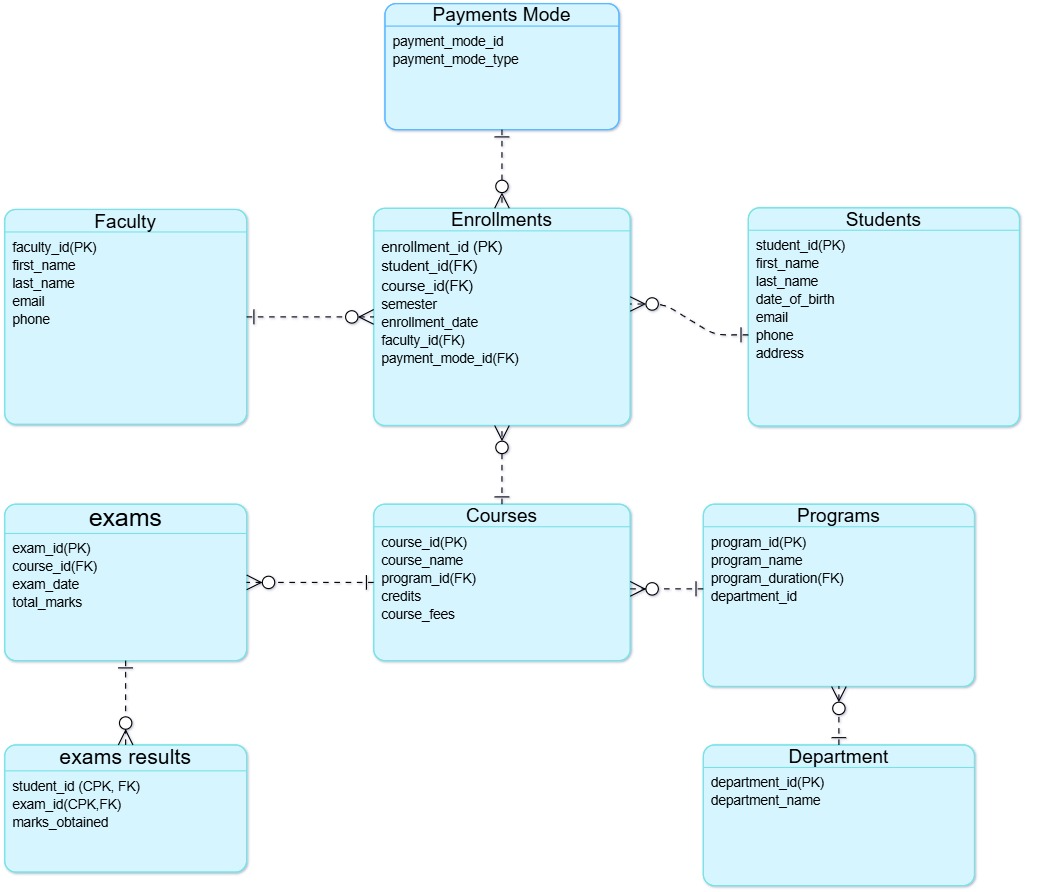 Payments Mode
payment_mode_id
payment_mode_type
Faculty
faculty_id(PK)
first_name
last_name
email
phone
Enrollments
enrollment_id (PK)
student_id(FK)
course_id(FK)
semester
enrollment_date
faculty_id(FK)
payment_mode_id(FK)
Students
student_id(PK)
first_name
last_name
date_of_birth
email
phone
address
exams
exam_id(PK)
course_id(FK)
exam_date
total_marks
Courses
course_id(PK)
course_name
program_id(FK)
credits
course_fees
Programs
program_id(PK)
program_name
program_duration(FK)
department_id
exams results
student_id (CPK, FK)
exam_id(CPK,FK)
marks_obtained
Department
department_id(PK)
department_name